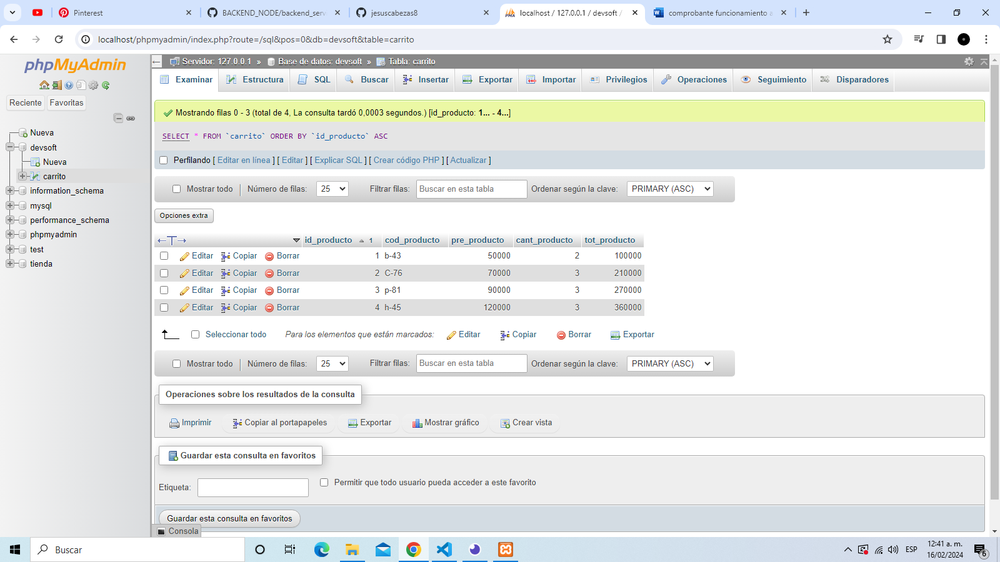 Pinterest
BACKEND_NODE/backend_serv
jesuscabezas8
localhost / 127.0.0.1 / devsoft /
comprobante funcionamiento a
localhost/phpmyadmin/index.php?route=/sql&pos=0&db=devsoft&table=carrito
phpMyAdmin
Reciente
Favoritas
Nueva
devsoft
Nueva
carrito
information_schema
mysql
performance_schema
phpmyadmin
test
tienda
Servidor: 127.0.0.1 » Base de datos: devsoft » Tabla: carrito
Examinar Estructura SQL Buscar Insertar Exportar Importar Privilegios Operaciones Seguimiento Disparadores
Mostrando filas 0 - 3 (total de 4, La consulta tardó 0,0003 segundos.) [id_producto: 1... - 4...]
SELECT * FROM `carrito` ORDER BY `id_producto` ASC
Perfilando [ Editar en línea ] [ Editar ] [ Explicar SQL ] [ Crear código PHP ] [ Actualizar ]
Mostrar todo | Número de filas: 25 Filtrar filas: Buscar en esta tabla Ordenar según la clave: PRIMARY (ASC)
Opciones extra
id_producto 1 cod_producto pre_producto cant_producto tot_producto
Editar Copiar Borrar 1 b-43 50000 2 100000
Editar Copiar Borrar 2 C-76 70000 3 210000
Editar Copiar Borrar 3 p-81 90000 3 270000
Editar Copiar Borrar 4 h-45 120000 3 360000
Seleccionar todo Para los elementos que están marcados: Editar Copiar Borrar Exportar
Mostrar todo | Número de filas: 25 Filtrar filas: Buscar en esta tabla Ordenar según la clave: PRIMARY (ASC)
Operaciones sobre los resultados de la consulta
Imprimir Copiar al portapapeles Exportar Mostrar gráfico Crear vista
Guardar esta consulta en favoritos
Etiqueta: Permitir que todo usuario pueda acceder a este favorito
Guardar esta consulta en favoritos
Consola
Buscar
ESP
12:41 a. m.
16/02/2024
6